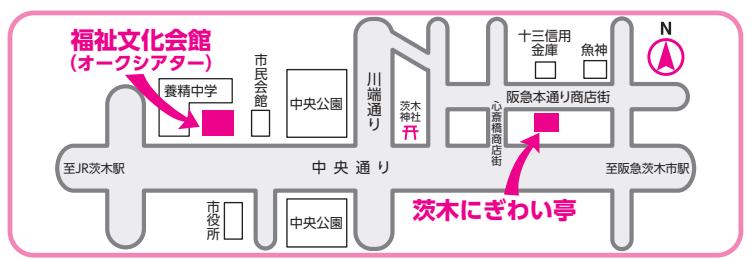 福祉文化会館
(オークシアター)
養精中学
市民会館
中央公園
川端通り
茨木
神社
十三信用
金庫
魚神
N
阪急本通り商店街
心斎橋商店街
至JR茨木駅
中央通り
至阪急茨木市駅
市役所
中央公園
茨木にぎわい亭